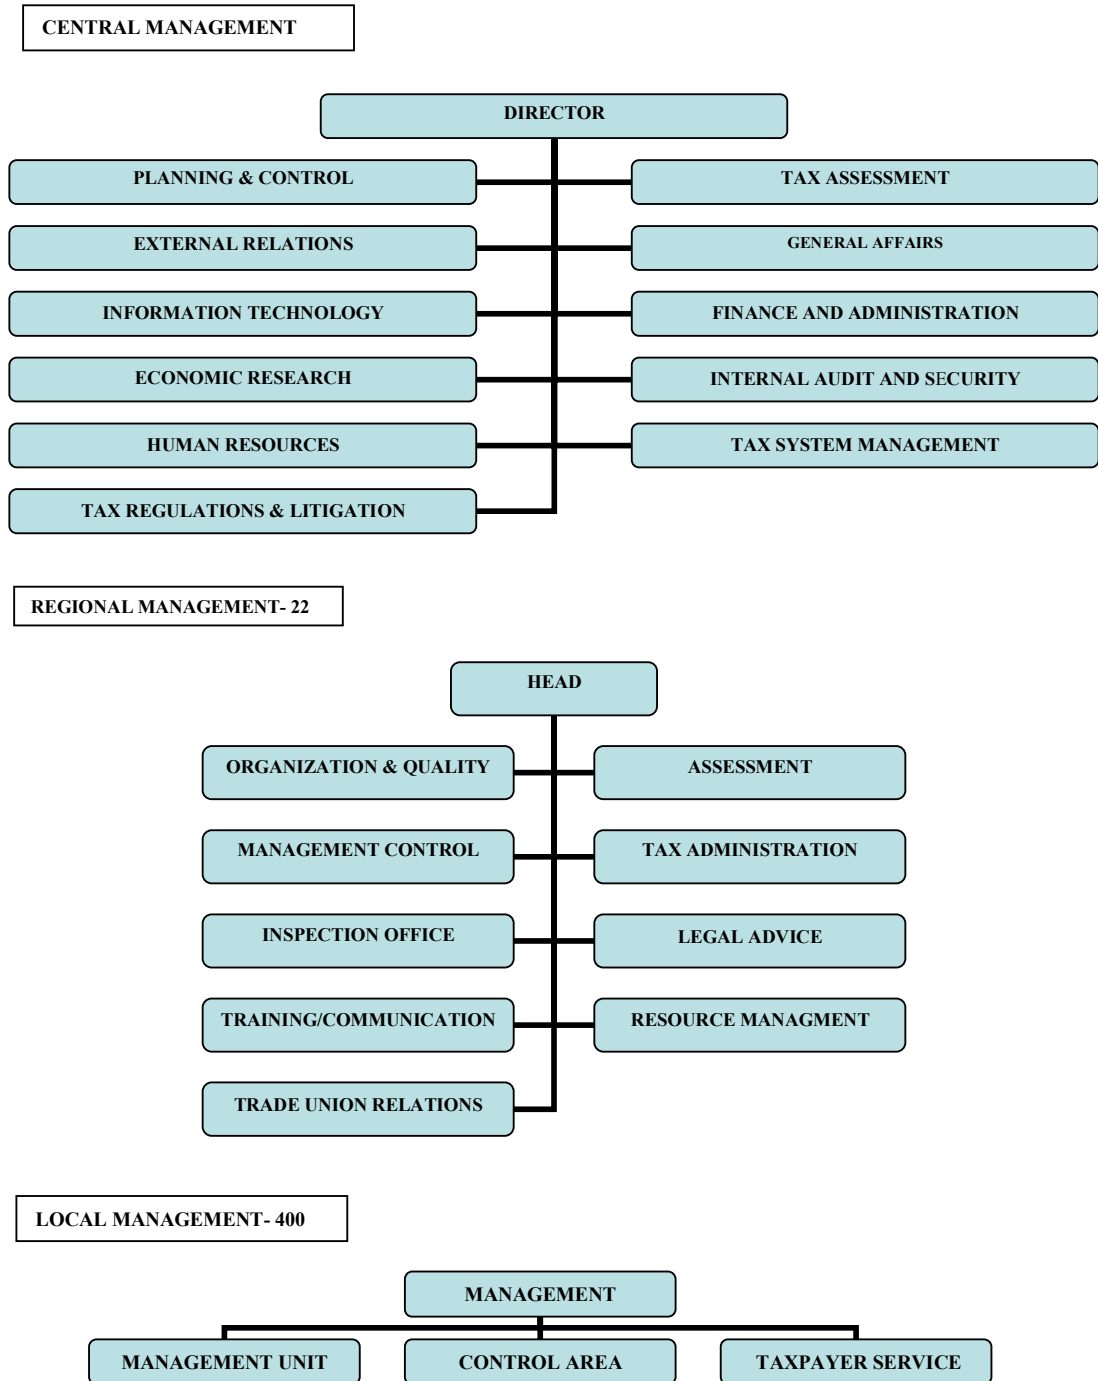 CENTRAL MANAGEMENT
DIRECTOR
PLANNING & CONTROL
TAX ASSESSMENT
EXTERNAL RELATIONS
GENERAL AFFAIRS
INFORMATION TECHNOLOGY
FINANCE AND ADMINISTRATION
ECONOMIC RESEARCH
INTERNAL AUDIT AND SECURITY
HUMAN RESOURCES
TAX SYSTEM MANAGEMENT
TAX REGULATIONS & LITIGATION
REGIONAL MANAGEMENT- 22
HEAD
ORGANIZATION & QUALITY
ASSESSMENT
MANAGEMENT CONTROL
TAX ADMINISTRATION
INSPECTION OFFICE
LEGAL ADVICE
TRAINING/COMMUNICATION
RESOURCE MANAGMENT
TRADE UNION RELATIONS
LOCAL MANAGEMENT- 400
MANAGEMENT
MANAGEMENT UNIT
CONTROL AREA
TAXPAYER SERVICE